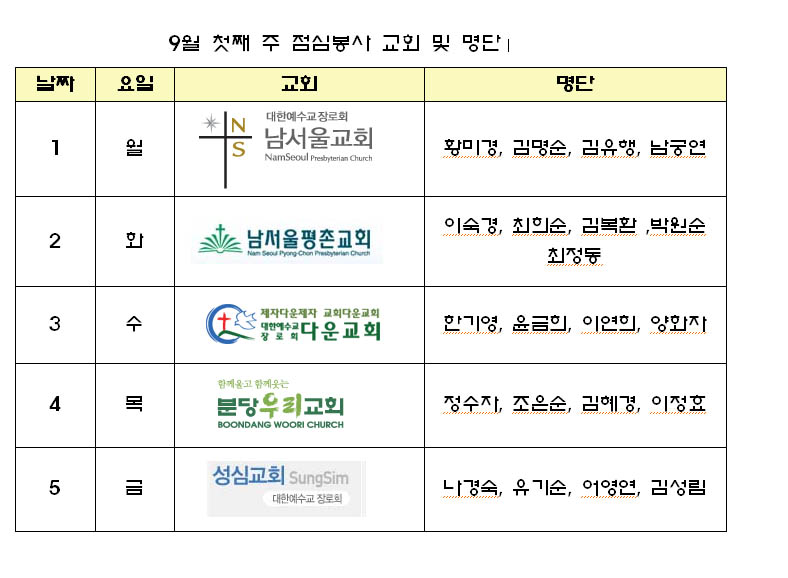 9월 첫째 주 점심봉사 교회 및 명단
날짜 요일 교회 명단
1 월 황미경, 김명순, 김유행, 남궁연
대한예수교장로회
N S
남서울교회
NamSeoul Presbyterian Church
2 화 이숙경, 최희순, 김복환 ,박원순
최정동
남서울평촌교회
Nam Seoul Pyong-Chon Presbyterian Church
3 수 한기영, 윤금희, 이연희, 양화자
제자다운제자 교회다운교회
대한예수교
장로회 다운교회
4 목 정수자, 조은순, 김혜경, 이정효
함께울고 함께웃는
분당우리교회
BOONDANG WOORI CHURCH
5 금 나경숙, 유기순, 어영연, 김성림
성심교회 SungSim
대한예수교 장로회